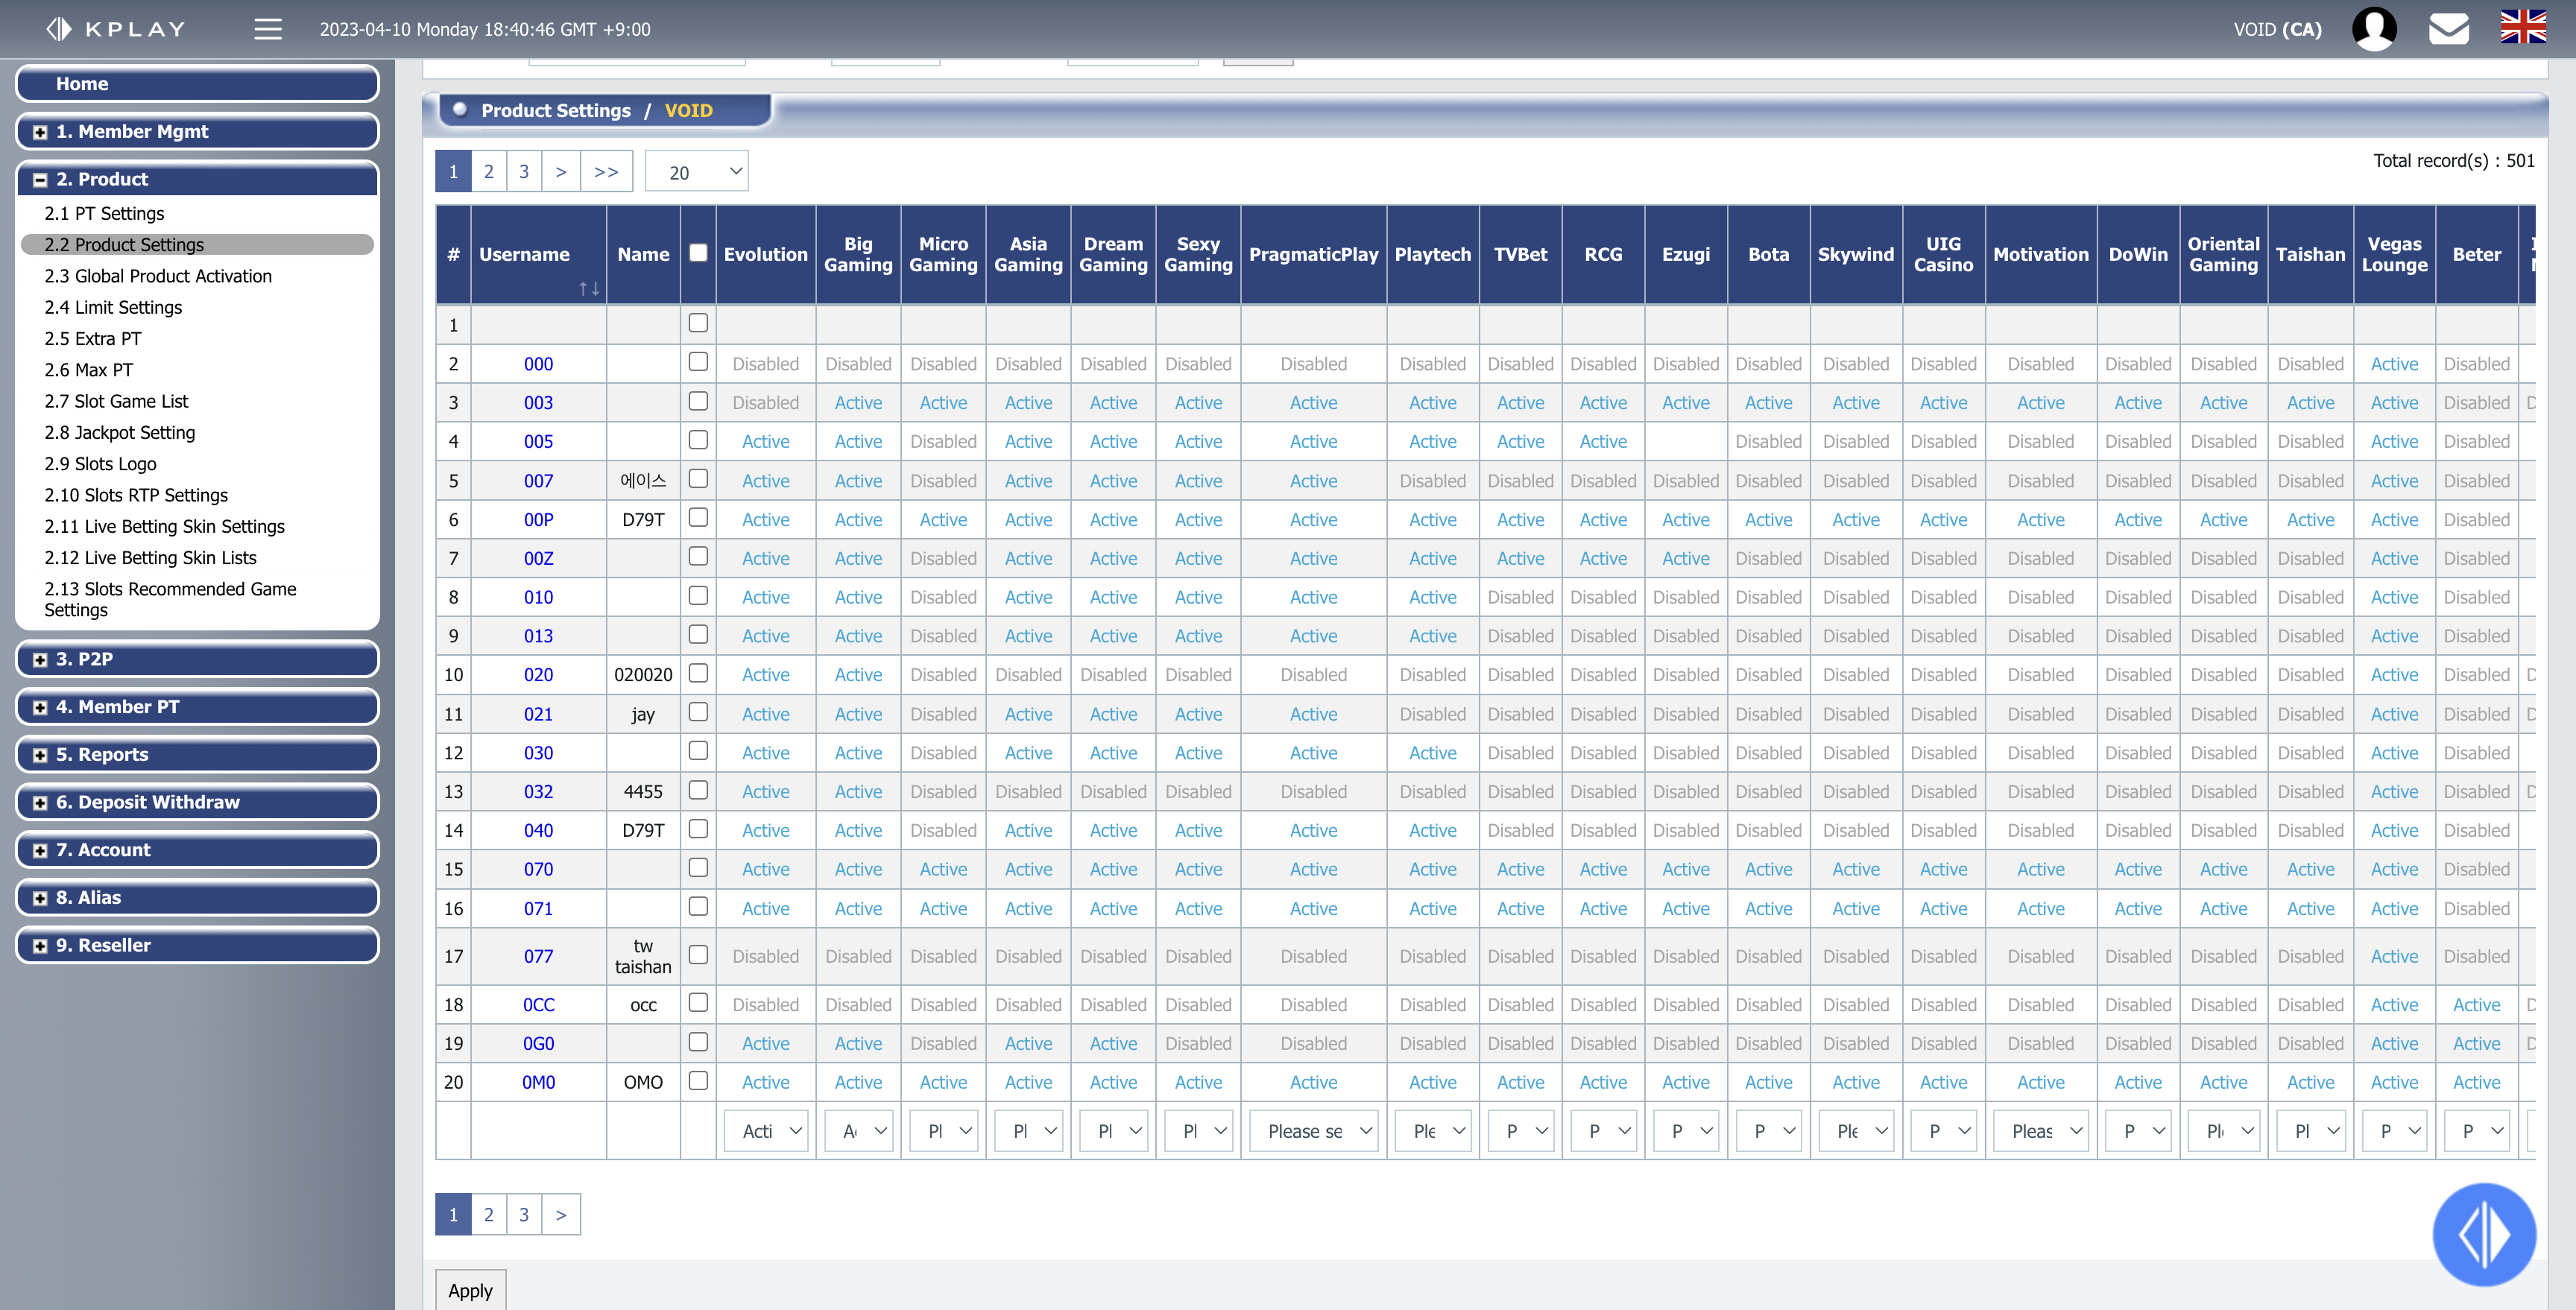 KPLAY
2023-04-10 Monday 18:40:46 GMT +9:00
VOID (CA)
Home
1. Member Mgmt
2. Product
2.1 PT Settings
2.2 Product Settings
2.3 Global Product Activation
2.4 Limit Settings
2.5 Extra PT
2.6 Max PT
2.7 Slot Game List
2.8 Jackpot Setting
2.9 Slots Logo
2.10 Slots RTP Settings
2.11 Live Betting Skin Settings
2.12 Live Betting Skin Lists
2.13 Slots Recommended Game
Settings
3. P2P
4. Member PT
5. Reports
6. Deposit Withdraw
7. Account
8. Alias
9. Reseller
Product Settings / VOID
1 2 3 > >> 20
Total record(s) : 501
# Username ↑↓ Name Evolution Big Gaming Micro Gaming Asia Gaming Dream Gaming Sexy Gaming PragmaticPlay Playtech TVBet RCG Ezugi Bota Skywind UIG Casino Motivation DoWin Oriental Gaming Taishan Vegas Lounge Beter
1
2 000 Disabled Disabled Disabled Disabled Disabled Disabled Disabled Disabled Disabled Disabled Disabled Disabled Disabled Disabled Disabled Disabled Disabled Disabled Active Disabled
3 003 Disabled Active Active Active Active Active Active Active Active Active Active Active Active Active Active Active Active Active Active Disabled D
4 005 Active Active Disabled Active Active Active Active Active Active Active Disabled Disabled Disabled Disabled Disabled Disabled Disabled Active Disabled
5 007 에이스 Active Active Disabled Active Active Active Active Disabled Disabled Disabled Disabled Disabled Disabled Disabled Disabled Disabled Disabled Disabled Active Disabled
6 00P D79T Active Active Active Active Active Active Active Active Active Active Active Active Active Active Active Active Active Active Active Disabled
7 00Z Active Active Disabled Active Active Active Active Active Active Active Active Disabled Disabled Disabled Disabled Disabled Disabled Disabled Active Disabled
8 010 Active Active Disabled Active Active Active Active Active Disabled Disabled Disabled Disabled Disabled Disabled Disabled Disabled Disabled Disabled Active Disabled
9 013 Active Active Disabled Active Active Active Active Active Disabled Disabled Disabled Disabled Disabled Disabled Disabled Disabled Disabled Disabled Active Disabled
10 020 020020 Active Active Disabled Disabled Disabled Disabled Disabled Disabled Disabled Disabled Disabled Disabled Disabled Disabled Disabled Disabled Disabled Disabled Active Disabled D
11 021 jay Active Active Disabled Active Active Active Active Disabled Disabled Disabled Disabled Disabled Disabled Disabled Disabled Disabled Disabled Disabled Active Disabled D
12 030 Active Active Disabled Active Active Active Active Active Disabled Disabled Disabled Disabled Disabled Disabled Disabled Disabled Disabled Disabled Active Disabled
13 032 4455 Active Active Disabled Disabled Disabled Disabled Disabled Disabled Disabled Disabled Disabled Disabled Disabled Disabled Disabled Disabled Disabled Disabled Active Disabled D
14 040 D79T Active Active Disabled Active Active Active Active Active Disabled Disabled Disabled Disabled Disabled Disabled Disabled Disabled Disabled Disabled Active Disabled
15 070 Active Active Active Active Active Active Active Active Active Active Active Active Active Active Active Active Active Active Active Disabled
16 071 Active Active Active Active Active Active Active Active Active Active Active Active Active Active Active Active Active Active Active Disabled
17 077 tw taishan Disabled Disabled Disabled Disabled Disabled Disabled Disabled Disabled Disabled Disabled Disabled Disabled Disabled Disabled Disabled Disabled Disabled Disabled Active Disabled
18 0CC occ Disabled Disabled Disabled Disabled Disabled Disabled Disabled Disabled Disabled Disabled Disabled Disabled Disabled Disabled Disabled Disabled Disabled Disabled Active Active D
19 0G0 Active Active Disabled Active Active Disabled Disabled Disabled Disabled Disabled Disabled Disabled Disabled Disabled Disabled Disabled Disabled Disabled Active Active D
20 0M0 OMO Active Active Active Active Active Active Active Active Active Active Active Active Active Active Active Active Active Active Active Active
Acti A Pl Pl Pl Pl Please se Ple P P P P Ple P Pleas P Pl Pl P P
1 2 3 >
Apply